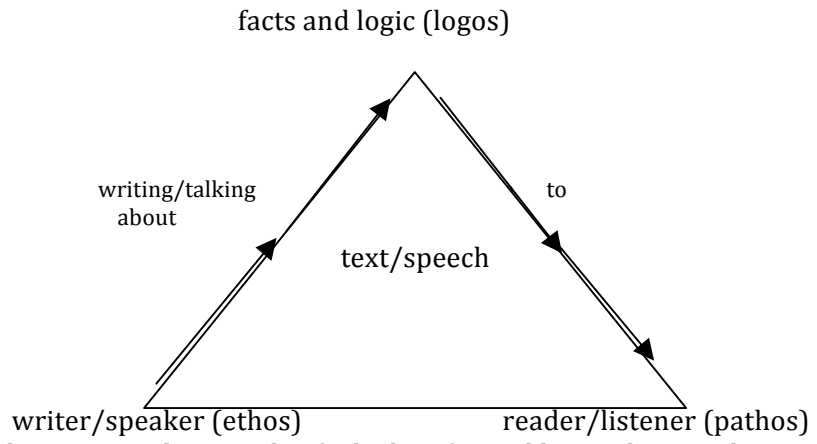 facts and logic (logos)
writing/talking
about
to
text/speech
writer/speaker (ethos)
reader/listener (pathos)